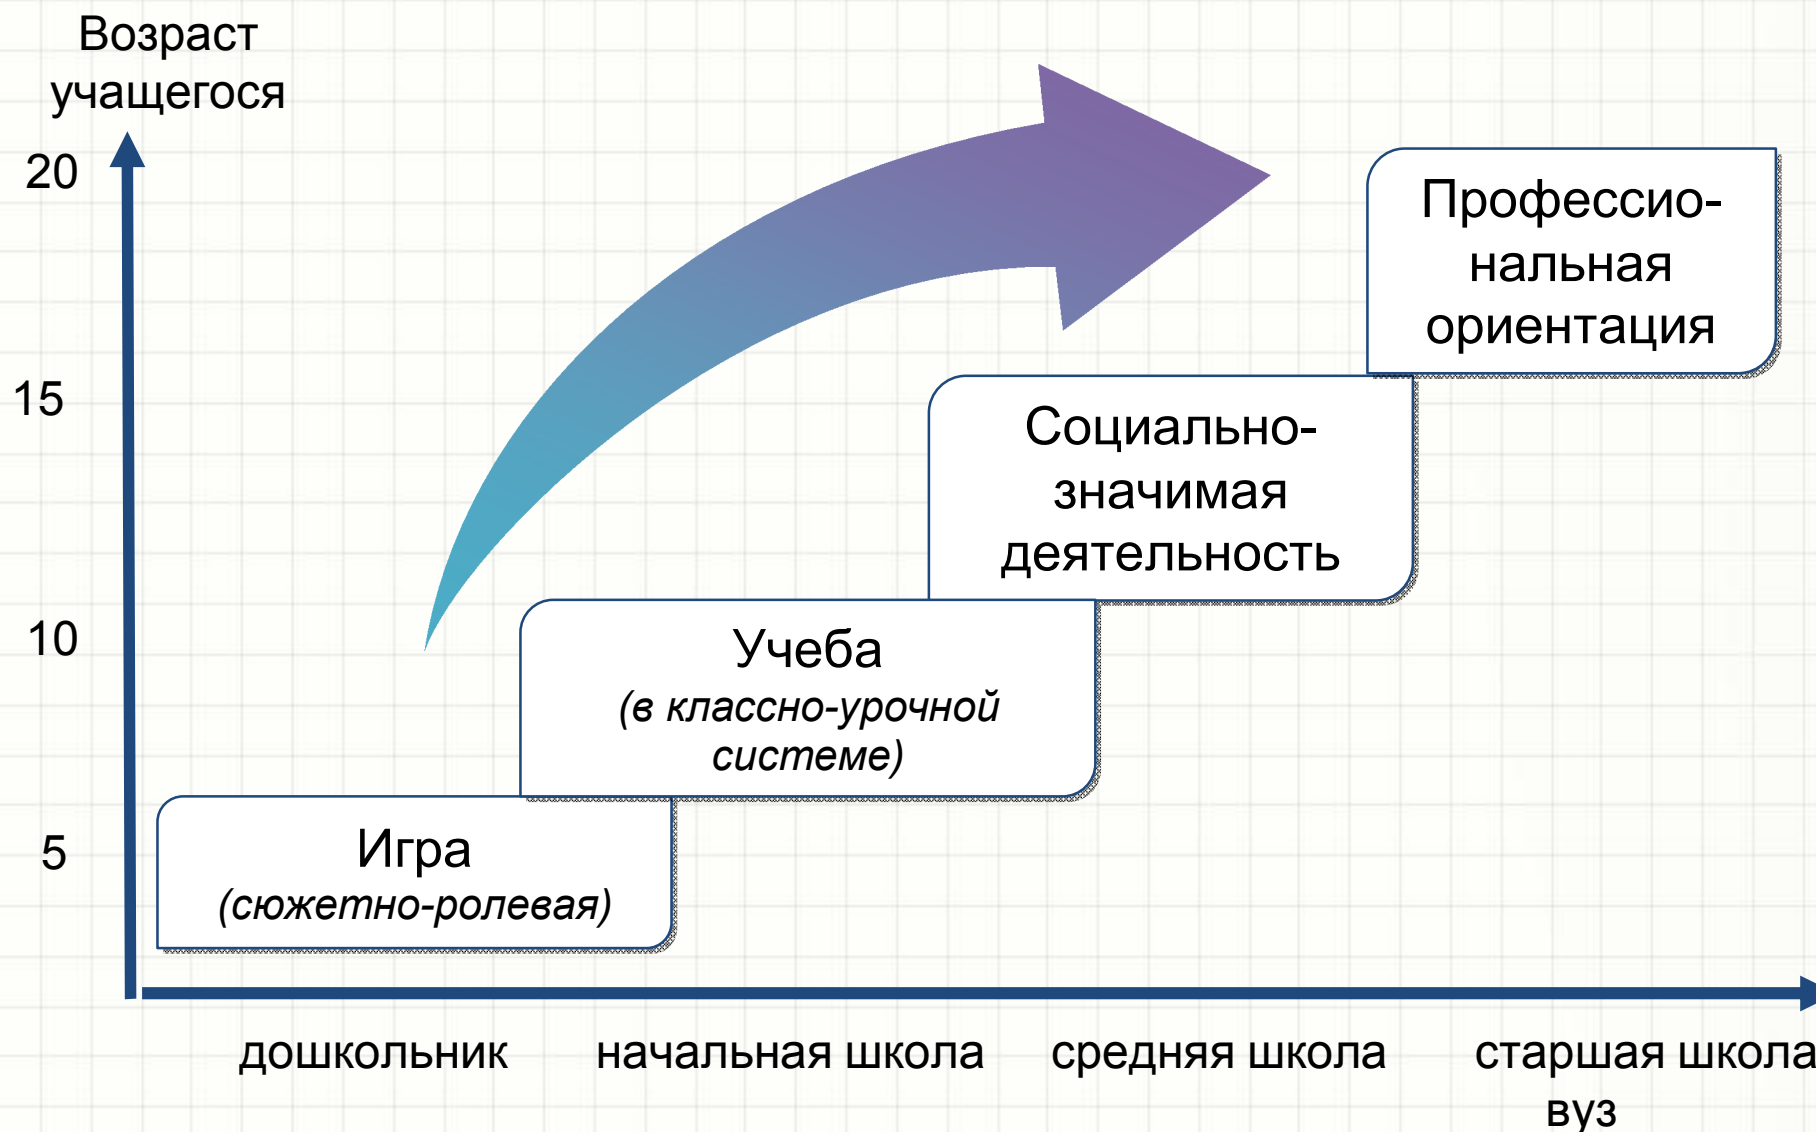 Возраст
учащегося
20
Профессио-
нальная
ориентация
15
Социально-
значимая
деятельность
10
Учеба
(в классно-урочной
системе)
5
Игра
(сюжетно-ролевая)
дошкольник
начальная школа
средняя школа
старшая школа
вуз